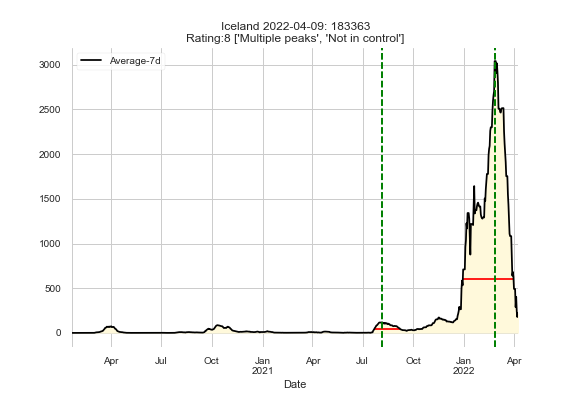 Iceland 2022-04-09: 183363
Rating:8 ['Multiple peaks', 'Not in control']
Average-7d
3000
2500
2000
1500
1000
500
0
Apr Jul Oct Jan Apr Jul Oct Jan Apr
2021 2022
Date